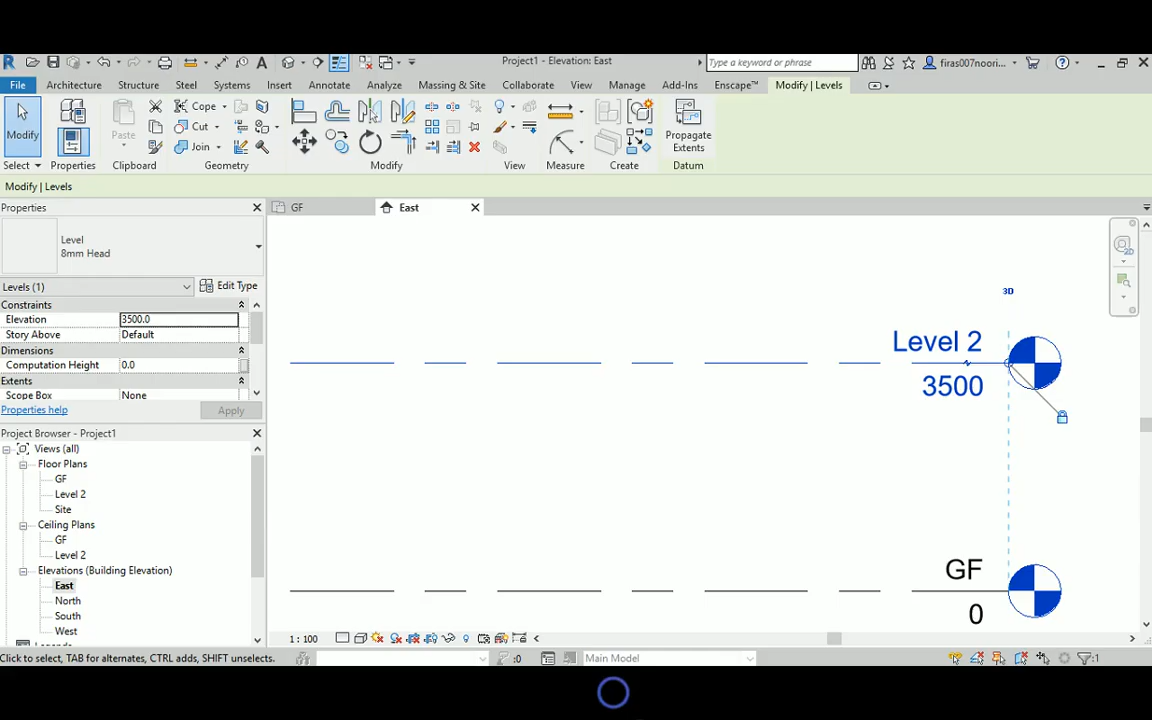 Project1 - Elevation: East
Type a keyword or phrase
firas007noori...
File Architecture Structure Steel Systems Insert Annotate Analyze Massing & Site Collaborate View Manage Add-Ins Enscape™ Modify | Levels
Modify
Paste
Cope
Cut
Join
Propagate
Extents
Select Properties Clipboard Geometry Modify View Measure Create Datum
Modify | Levels
Properties
GF
East
Level
8mm Head
Levels (1)
Edit Type
Constraints
Elevation 3500.0
Story Above Default
Dimensions
Computation Height 0.0
Extents
Scope Box None
Properties help
Apply
Project Browser - Project1
Views (all)
Floor Plans
GF
Level 2
Site
Ceiling Plans
GF
Level 2
Elevations (Building Elevation)
East
North
South
West
3D
Level 2
3500
GF
0
1 : 100
Click to select, TAB for alternates, CTRL adds, SHIFT unselects.
:0
Main Model
:1